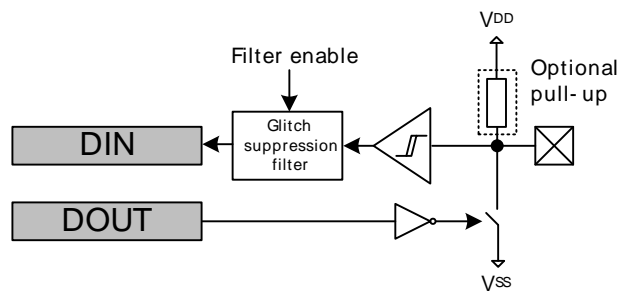 VDD
Filter enable
Optional
pull-up
DIN
Glitch
suppression
filter
DOUT
VSS